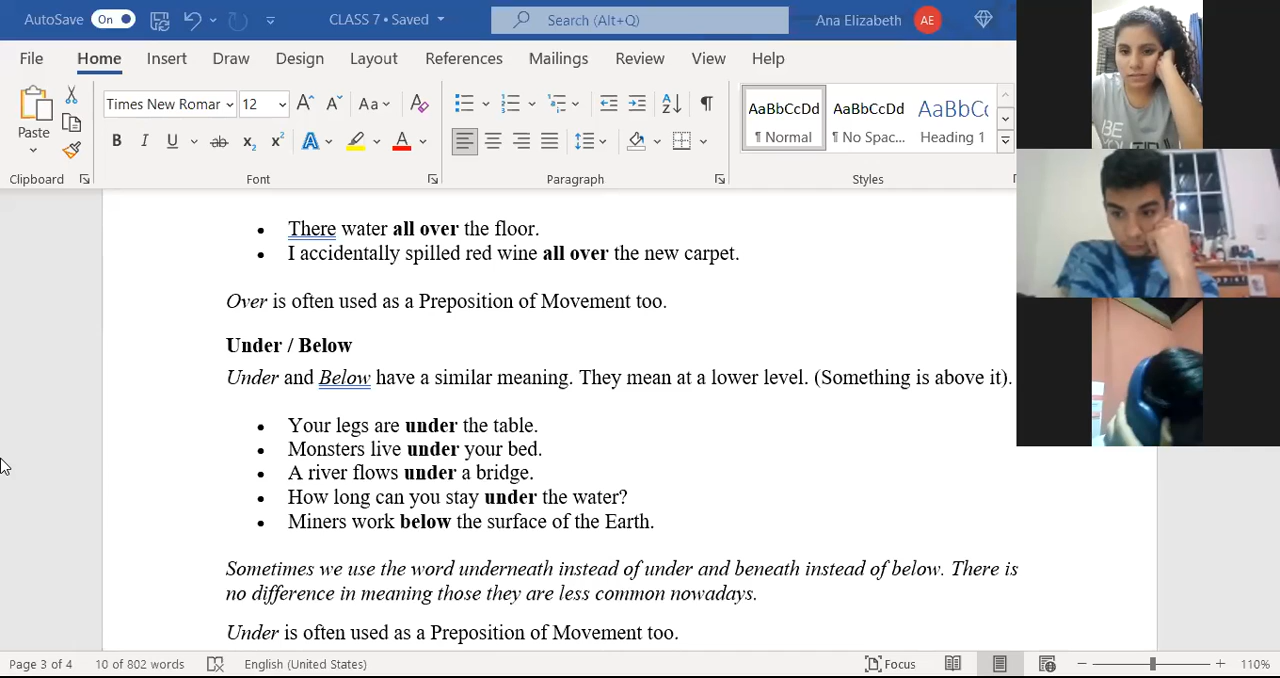 AutoSave On CLASS 7 • Saved Search (Alt+Q) Ana Elizabeth AE
File Home Insert Draw Design Layout References Mailings Review View Help
Paste Times New Romar 12 A A Aa A AaBbCcDd AaBbCcDd AaBbCc
B I U ab x₂ x² A A ¶ Normal ¶ No Spac... Heading 1
Clipboard Font Paragraph Styles
• There water all over the floor.
• I accidentally spilled red wine all over the new carpet.
Over is often used as a Preposition of Movement too.
Under / Below
Under and Below have a similar meaning. They mean at a lower level. (Something is above it).
• Your legs are under the table.
• Monsters live under your bed.
• A river flows under a bridge.
• How long can you stay under the water?
• Miners work below the surface of the Earth.
Sometimes we use the word underneath instead of under and beneath instead of below. There is
no difference in meaning those they are less common nowadays.
Under is often used as a Preposition of Movement too.
Page 3 of 4 10 of 802 words English (United States) Focus 110%
BE